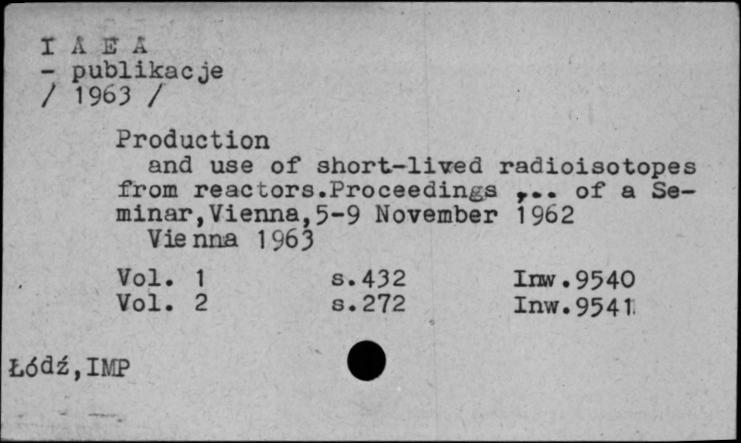 I A E A
- publikacje
/ 1963 /
Production
and use of short-lived radioisotopes
from reactors.Proceedings ,.. of a Se-
minar,Vienna,5-9 November 1962
Vienna 1963
Vol. 1 s.432 Inw.9540
Vol. 2 s.272 Inw.9541
Łódź,IMP